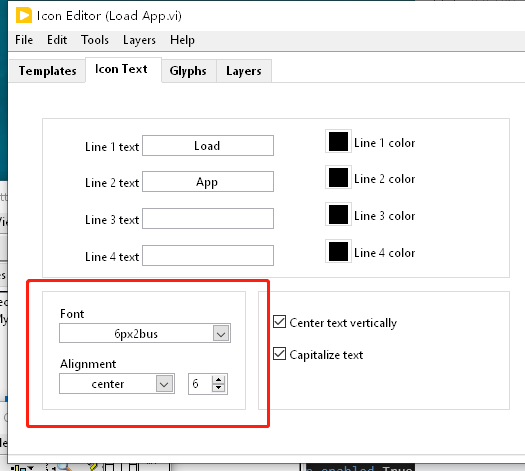 Icon Editor (Load App.vi)
File Edit Tools Layers Help
Templates Icon Text Glyphs Layers
Line 1 text Load Line 1 color
Line 2 text App Line 2 color
Line 3 text Line 3 color
Line 4 text Line 4 color
Font
6px2bus
Center text vertically
Alignment
Capitalize text
center 6
enabled True